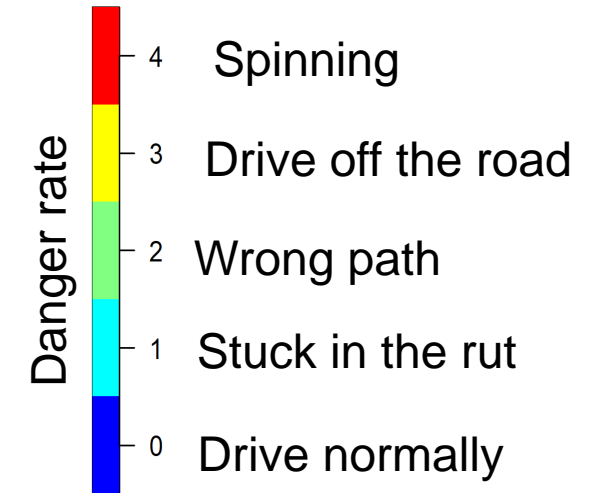 Danger rate
4 Spinning
3 Drive off the road
2 Wrong path
1 Stuck in the rut
0 Drive normally